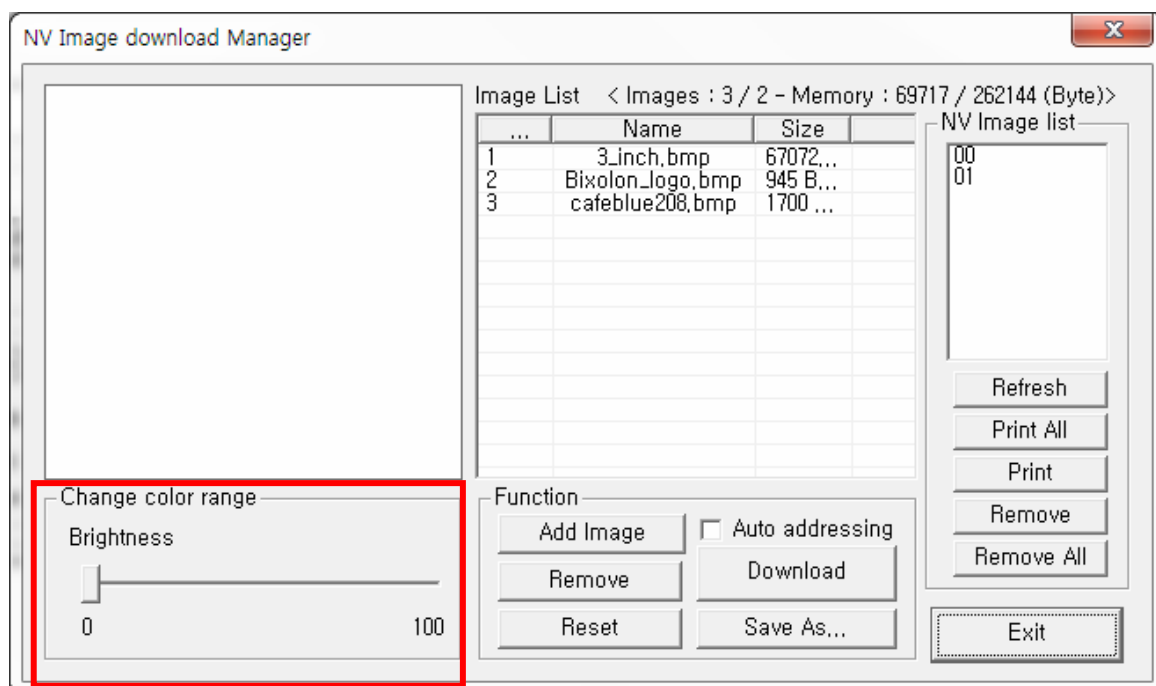 NV Image download Manager
Image List < Images : 3 / 2 - Memory : 69717 / 262144 (Byte)>
... Name Size
1 3_inch.bmp 67072...
2 Bixolon_logo.bmp 945 B...
3 cafeblue208.bmp 1700 ...
NV Image list
00
01
Refresh
Print All
Print
Remove
Remove All
Exit
Change color range
Brightness
0 100
Function
Add Image Auto addressing
Remove Download
Reset Save As...